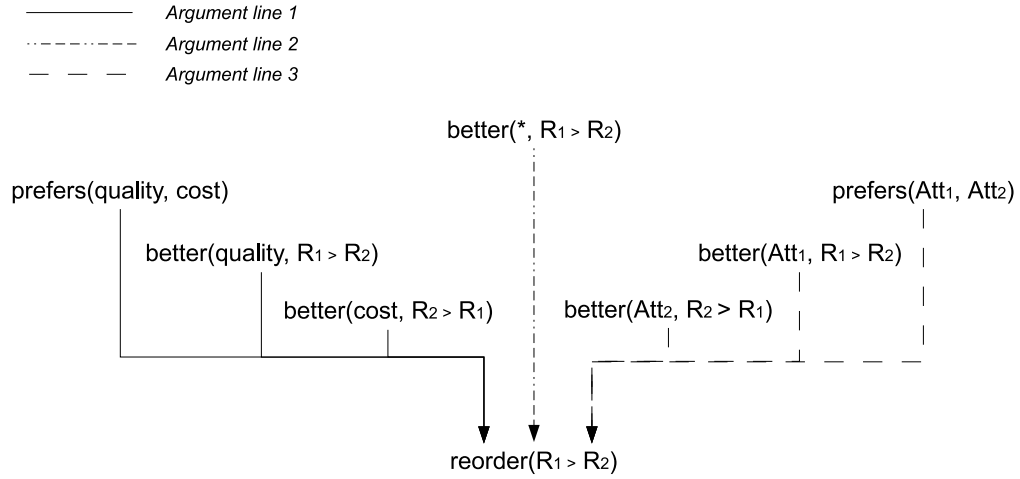 Argument line 1
Argument line 2
Argument line 3
better(*, R1 > R2)
prefers(quality, cost)
prefers(Att1, Att2)
better(quality, R1 > R2)
better(Att1, R1 > R2)
better(cost, R2 > R1)
better(Att2, R2 > R1)
reorder(R1 > R2)